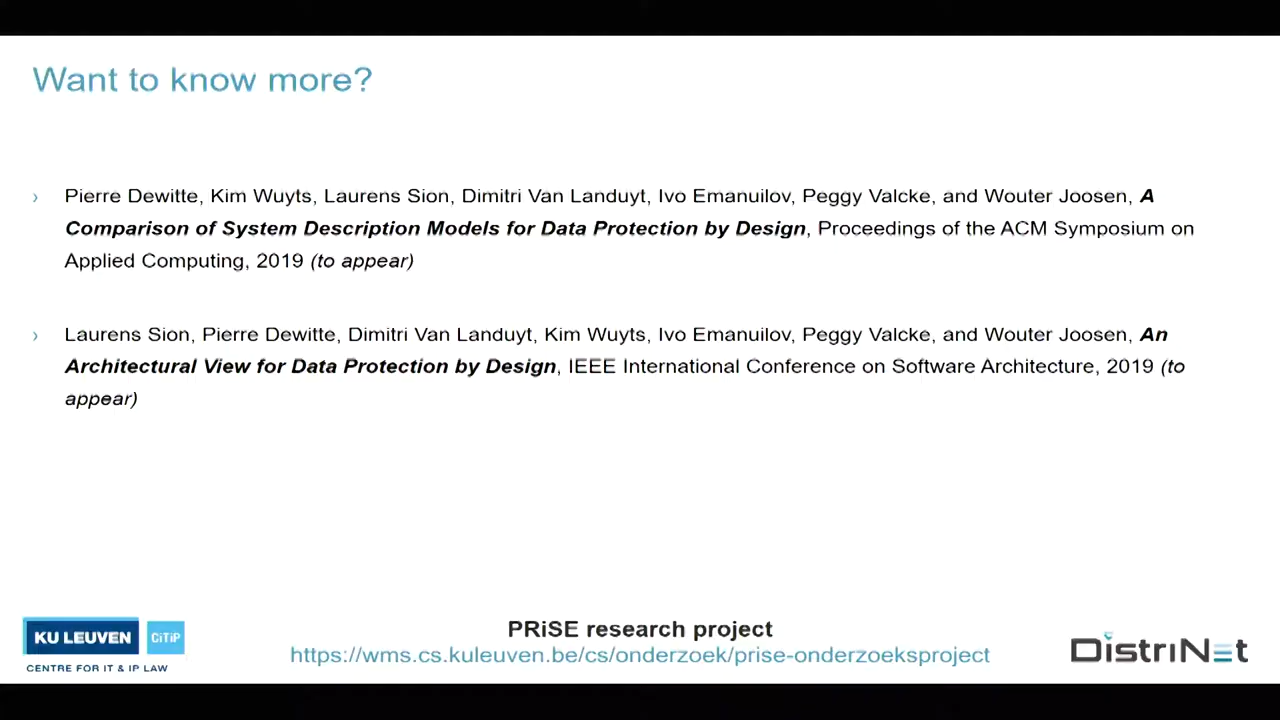 Want to know more?
› Pierre Dewitte, Kim Wuyts, Laurens Sion, Dimitri Van Landuyt, Ivo Emanuilov, Peggy Valcke, and Wouter Joosen, A
Comparison of System Description Models for Data Protection by Design, Proceedings of the ACM Symposium on
Applied Computing, 2019 (to appear)
› Laurens Sion, Pierre Dewitte, Dimitri Van Landuyt, Kim Wuyts, Ivo Emanuilov, Peggy Valcke, and Wouter Joosen, An
Architectural View for Data Protection by Design, IEEE International Conference on Software Architecture, 2019 (to
appear)
KU LEUVEN CiTiP
CENTRE FOR IT & IP LAW
PRiSE research project
https://wms.cs.kuleuven.be/cs/onderzoek/prise-onderzoeksproject
DistriNet